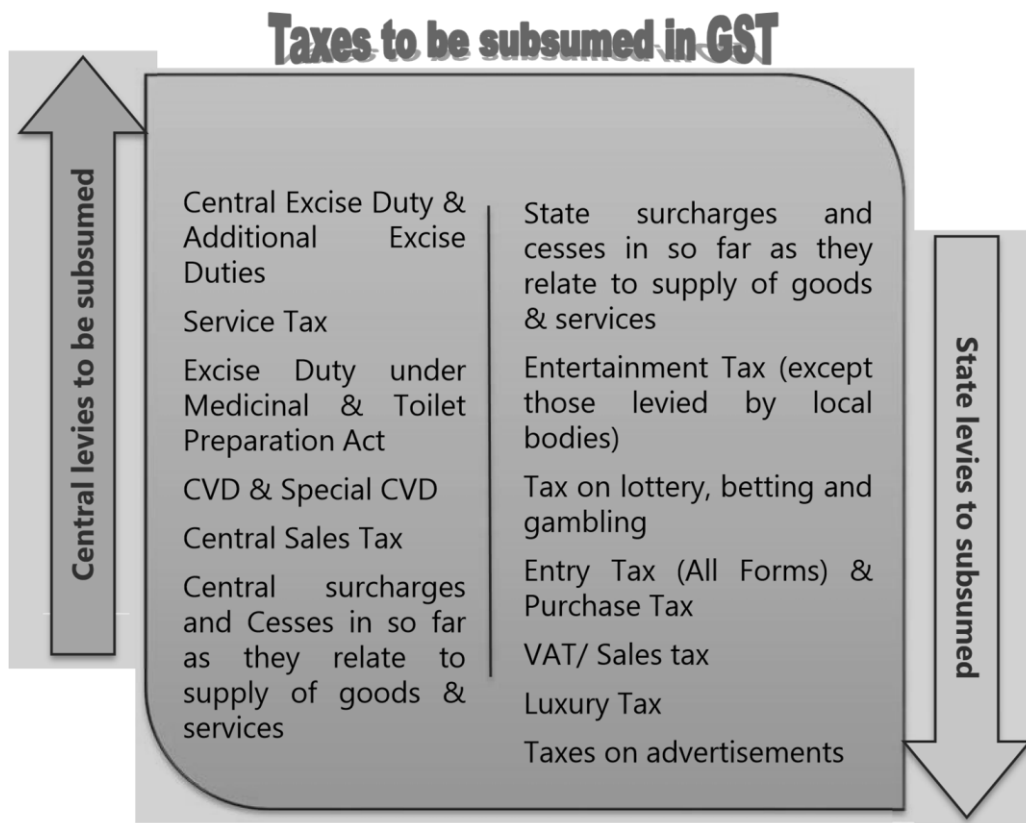 Taxes to be subsumed in GST
Central levies to be subsumed
Central Excise Duty &
Additional Excise
Duties
Service Tax
Excise Duty under
Medicinal & Toilet
Preparation Act
CVD & Special CVD
Central Sales Tax
Central surcharges
and Cesses in so far
as they relate to
supply of goods &
services
State surcharges and
cesses in so far as they
relate to supply of goods
& services
Entertainment Tax (except
those levied by local
bodies)
Tax on lottery, betting and
gambling
Entry Tax (All Forms) &
Purchase Tax
VAT/ Sales tax
Luxury Tax
Taxes on advertisements
State levies to subsumed